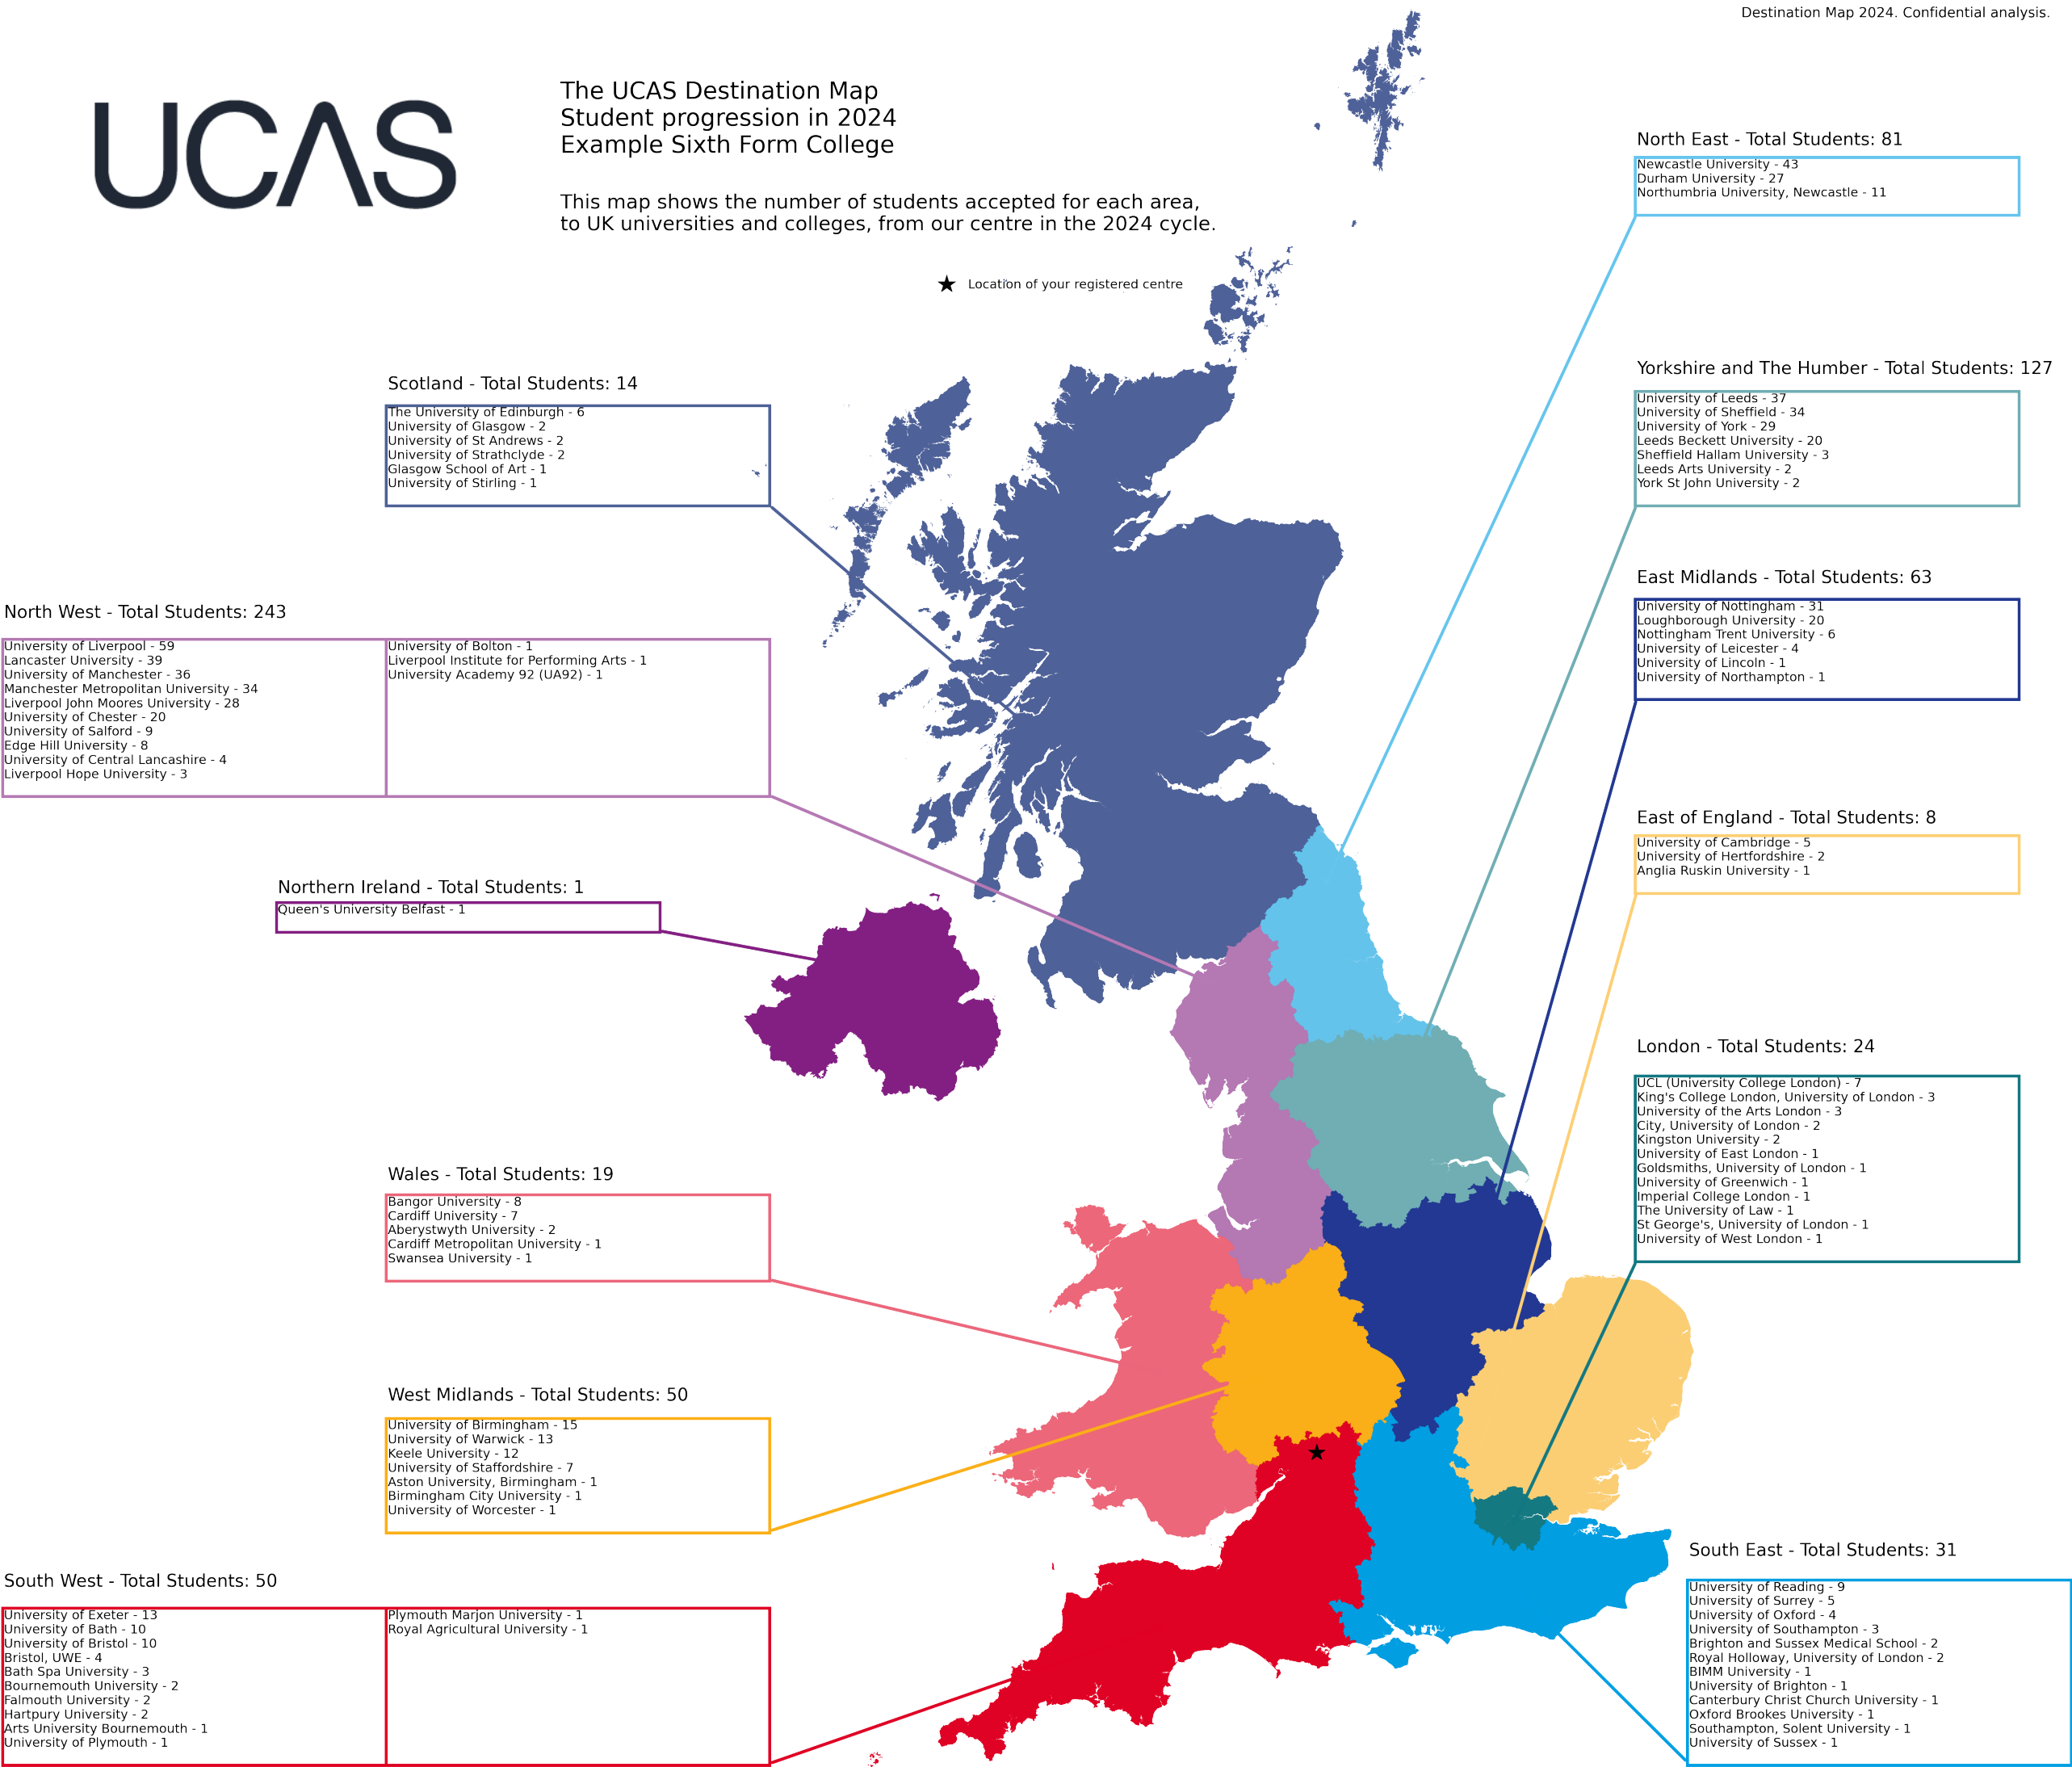 Destination Map 2024. Confidential analysis.
UCAS
The UCAS Destination Map
Student progression in 2024
Example Sixth Form College
This map shows the number of students accepted for each area,
to UK universities and colleges, from our centre in the 2024 cycle.
Location of your registered centre
North East - Total Students: 81
Newcastle University - 43
Durham University - 27
Northumbria University, Newcastle - 11
Yorkshire and The Humber - Total Students: 127
University of Leeds - 37
University of Sheffield - 34
University of York - 29
Leeds Beckett University - 20
Sheffield Hallam University - 3
Leeds Arts University - 2
York St John University - 2
Scotland - Total Students: 14
The University of Edinburgh - 6
University of Glasgow - 2
University of St Andrews - 2
University of Strathclyde - 2
Glasgow School of Art - 1
University of Stirling - 1
East Midlands - Total Students: 63
University of Nottingham - 31
Loughborough University - 20
Nottingham Trent University - 6
University of Leicester - 4
University of Lincoln - 1
University of Northampton - 1
North West - Total Students: 243
University of Liverpool - 59
Lancaster University - 39
University of Manchester - 36
Manchester Metropolitan University - 34
Liverpool John Moores University - 28
University of Chester - 20
University of Salford - 9
Edge Hill University - 8
University of Central Lancashire - 4
Liverpool Hope University - 3
University of Bolton - 1
Liverpool Institute for Performing Arts - 1
University Academy 92 (UA92) - 1
East of England - Total Students: 8
University of Cambridge - 5
University of Hertfordshire - 2
Anglia Ruskin University - 1
Northern Ireland - Total Students: 1
Queen's University Belfast - 1
London - Total Students: 24
UCL (University College London) - 7
King's College London, University of London - 3
University of the Arts London - 3
City, University of London - 2
Kingston University - 2
University of East London - 1
Goldsmiths, University of London - 1
University of Greenwich - 1
Imperial College London - 1
The University of Law - 1
St George's, University of London - 1
University of West London - 1
Wales - Total Students: 19
Bangor University - 8
Cardiff University - 7
Aberystwyth University - 2
Cardiff Metropolitan University - 1
Swansea University - 1
West Midlands - Total Students: 50
University of Birmingham - 15
University of Warwick - 13
Keele University - 12
University of Staffordshire - 7
Aston University, Birmingham - 1
Birmingham City University - 1
University of Worcester - 1
South West - Total Students: 50
University of Exeter - 13
University of Bath - 10
University of Bristol - 10
Bristol, UWE - 4
Bath Spa University - 3
Bournemouth University - 2
Falmouth University - 2
Hartpury University - 2
Arts University Bournemouth - 1
University of Plymouth - 1
Plymouth Marjon University - 1
Royal Agricultural University - 1
South East - Total Students: 31
University of Reading - 9
University of Surrey - 5
University of Oxford - 4
University of Southampton - 3
Brighton and Sussex Medical School - 2
Royal Holloway, University of London - 2
BIMM University - 1
University of Brighton - 1
Canterbury Christ Church University - 1
Oxford Brookes University - 1
Southampton, Solent University - 1
University of Sussex - 1